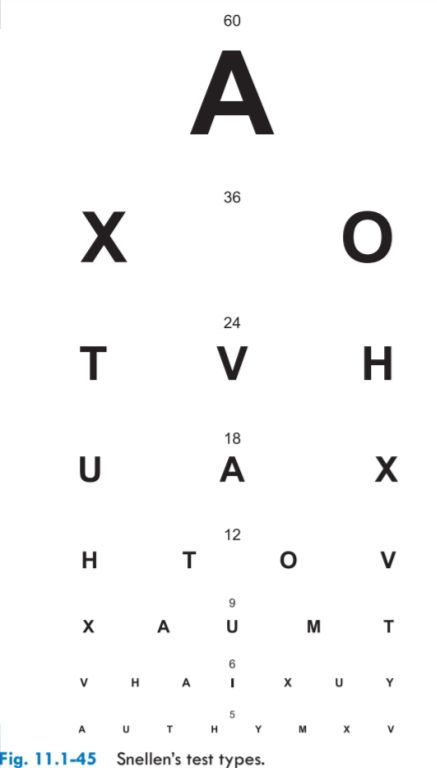 60
A
36
X O
24
T V H
18
U A X
12
H T O V
9
X A U M T
6
V H A I X U Y
5
A U T H Y M X V
Fig. 11.1-45 Snellen's test types.